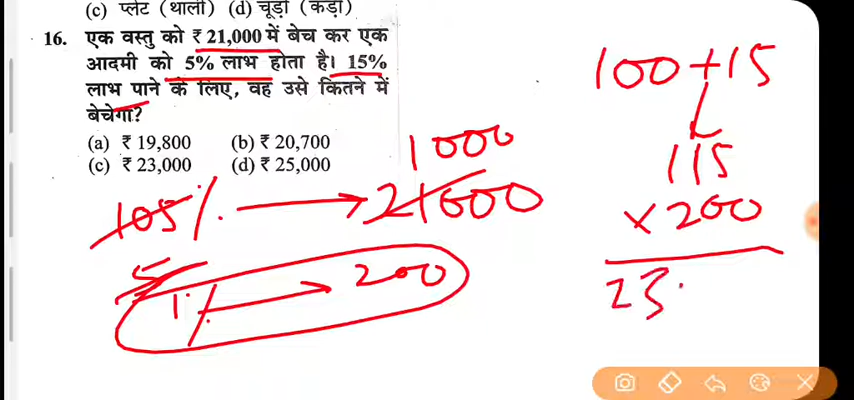 (c) प्लेट (थाली) (d) चूड़ी (कड़ा)
16. एक वस्तु को ₹ 21,000 में बेच कर एक
आदमी को 5% लाभ होता है। 15%
लाभ पाने के लिए, वह उसे कितने में
बेचेगा?
(a) ₹ 19,800 (b) ₹ 20,700
(c) ₹ 23,000 (d) ₹ 25,000
1000
105% → 21000
5
1% → 200
100+15
115
×200
23